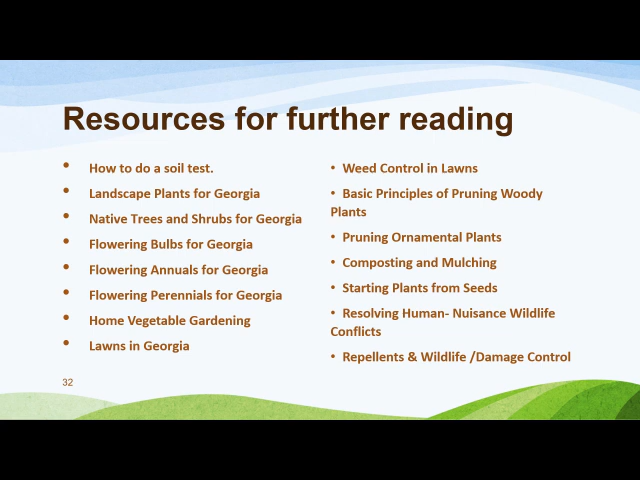 Resources for further reading
• How to do a soil test.
• Landscape Plants for Georgia
• Native Trees and Shrubs for Georgia
• Flowering Bulbs for Georgia
• Flowering Annuals for Georgia
• Flowering Perennials for Georgia
• Home Vegetable Gardening
• Lawns in Georgia
• Weed Control in Lawns
• Basic Principles of Pruning Woody
Plants
• Pruning Ornamental Plants
• Composting and Mulching
• Starting Plants from Seeds
• Resolving Human- Nuisance Wildlife
Conflicts
• Repellents & Wildlife /Damage Control
32